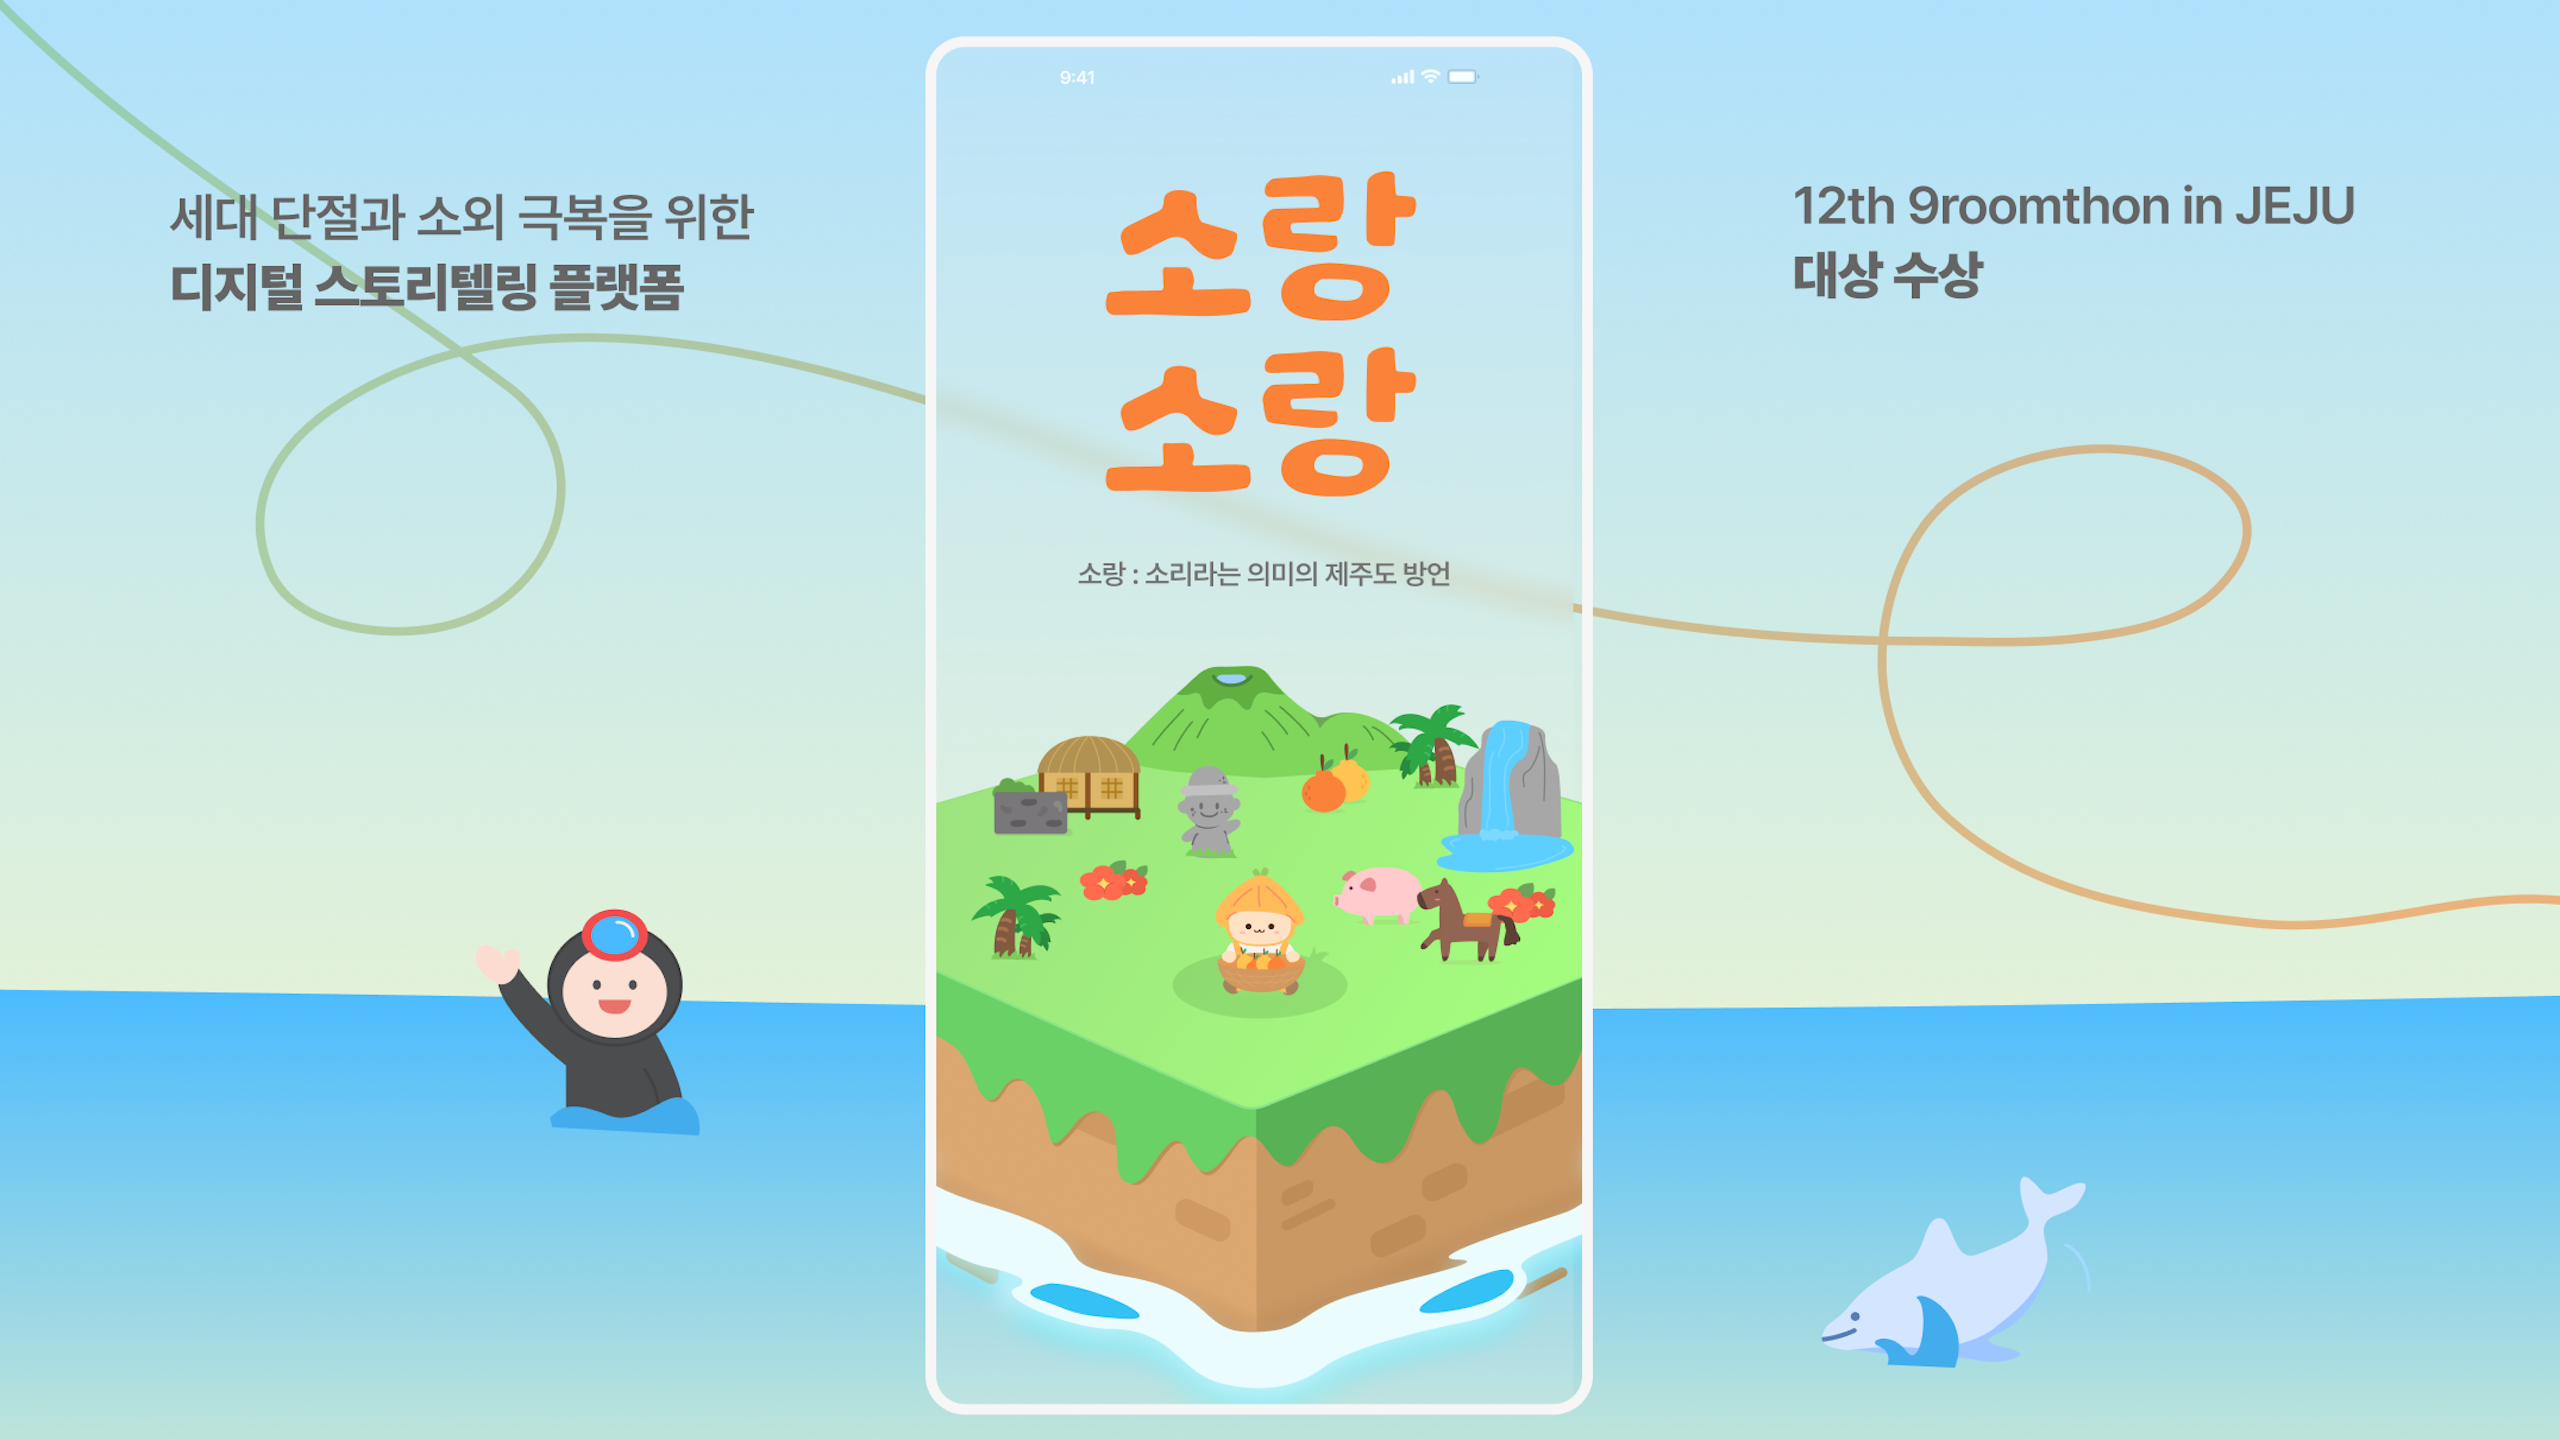 세대 단절과 소외 극복을 위한
디지털 스토리텔링 플랫폼
9:41
소랑
소랑
소랑 : 소리라는 의미의 제주도 방언
12th 9roomthon in JEJU
대상 수상